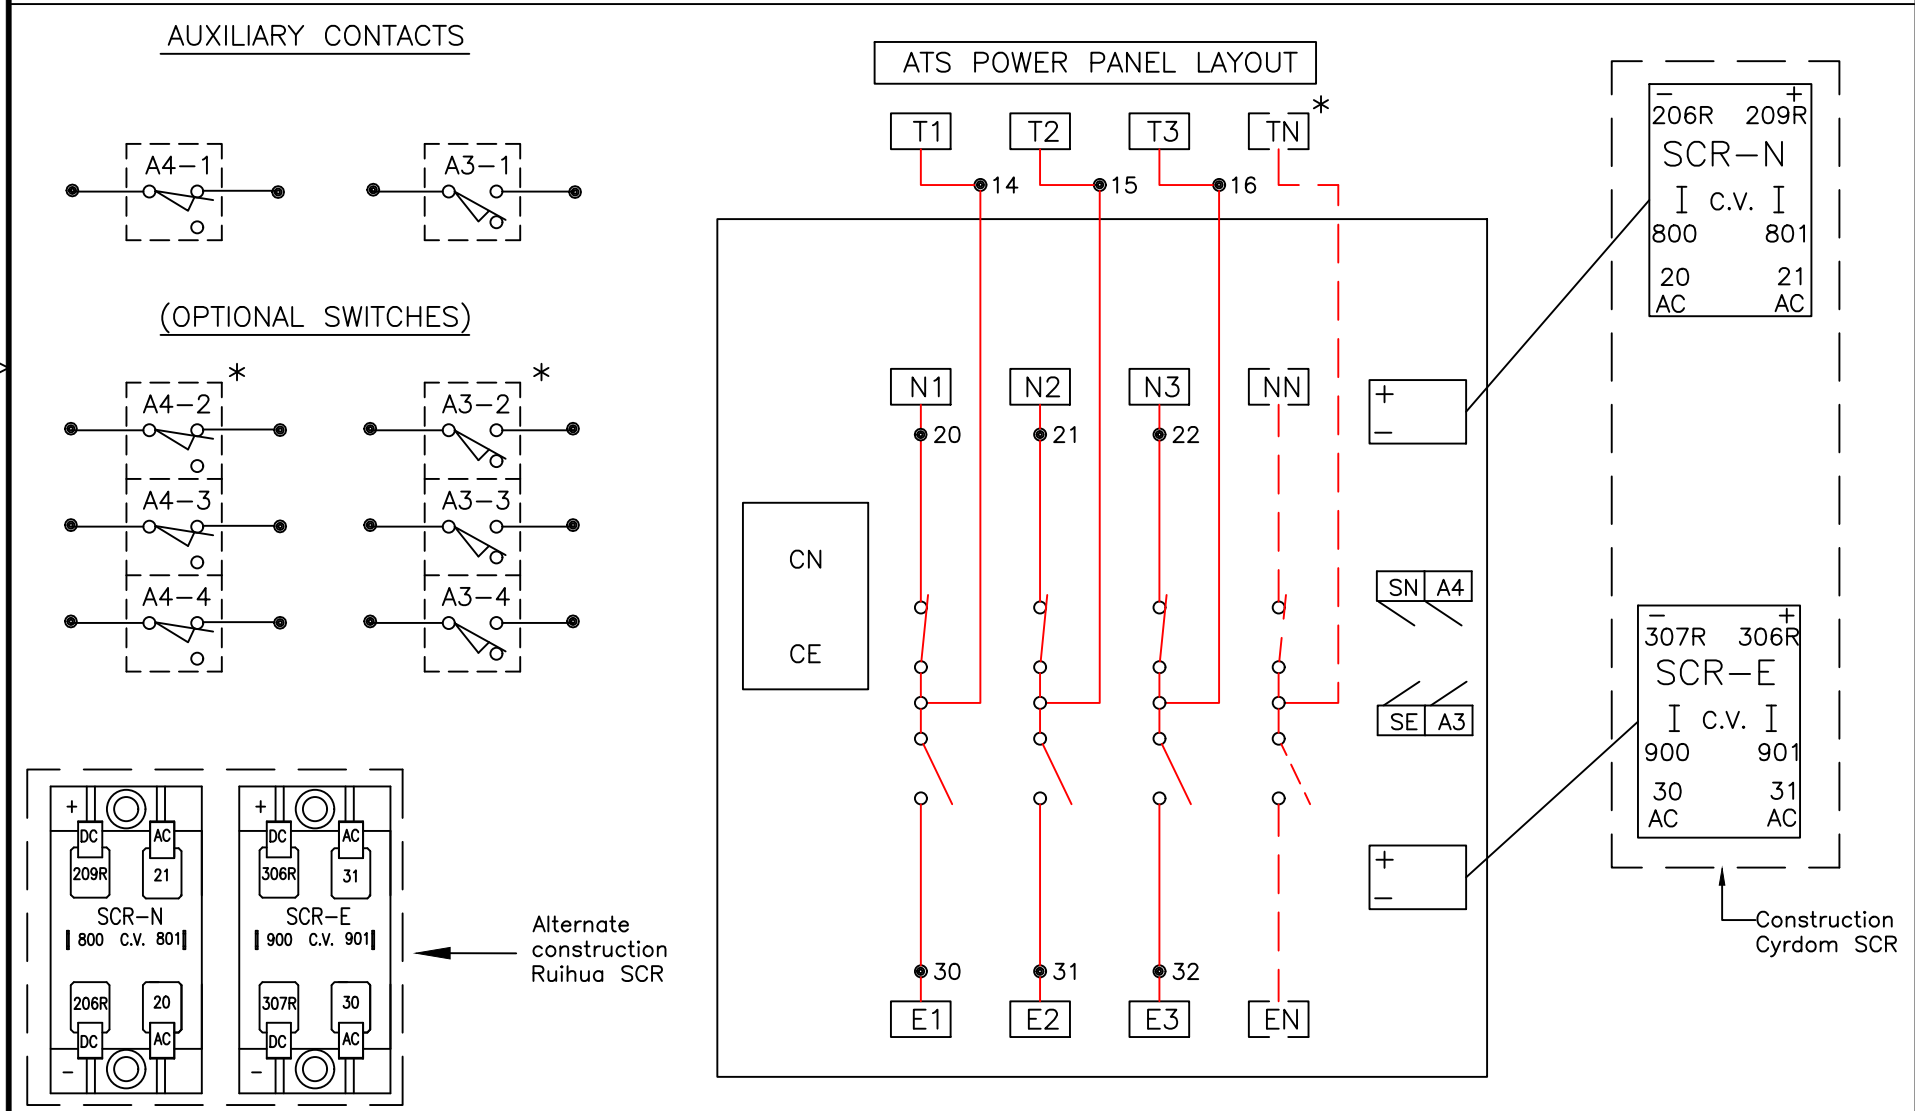 AUXILIARY CONTACTS
A4-1
A3-1
(OPTIONAL SWITCHES)
*
*
A4-2
A3-2
A4-3
A3-3
A4-4
A3-4
+
DC
AC
209R
21
SCR-N
800 C.V. 801
206R
20
DC
AC
-
+
DC
AC
306R
31
SCR-E
900 C.V. 901
307R
30
DC
AC
-
Alternate
construction
Ruihua SCR
ATS POWER PANEL LAYOUT
T1
T2
T3
TN
*
14
15
16
N1
N2
N3
NN
20
21
22
CN
CE
30
31
32
E1
E2
E3
EN
+
-
SN A4
SE A3
+
-
- +
206R 209R
SCR-N
C.V.
800 801
20 21
AC AC
- +
307R 306R
SCR-E
C.V.
900 901
30 31
AC AC
Construction
Cyrdom SCR